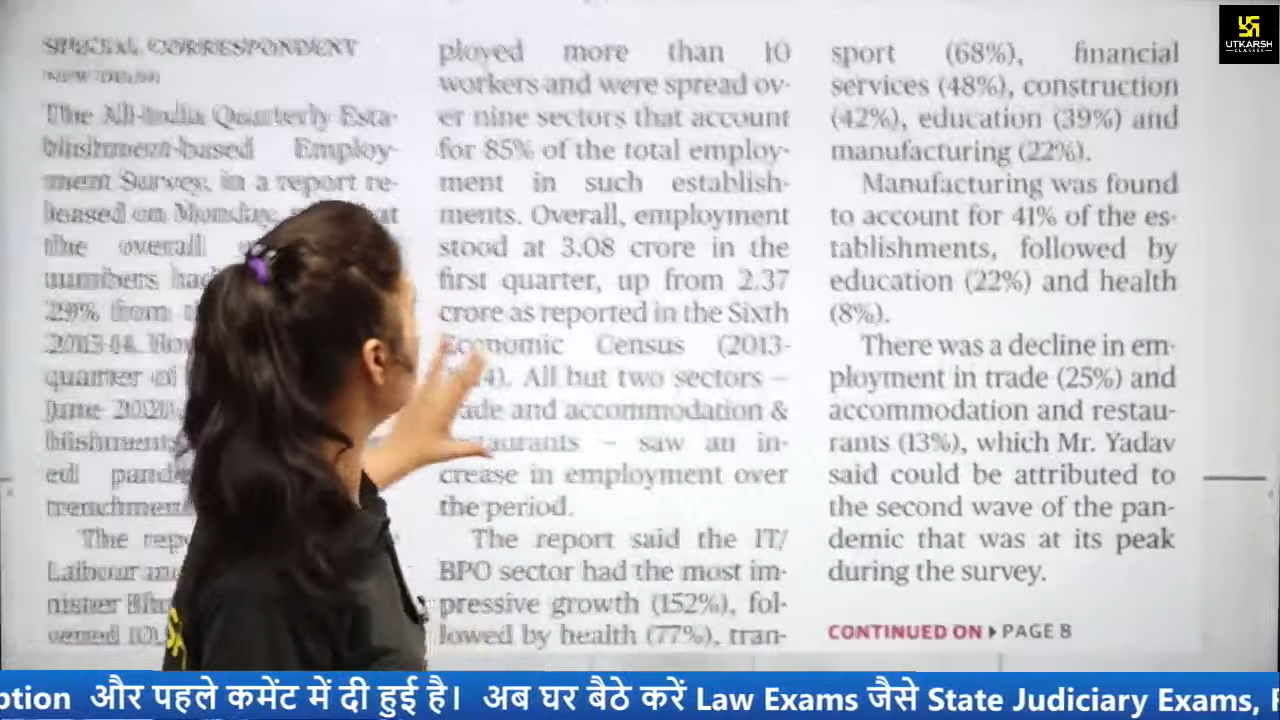 SPECIAL CORRESPONDENT
NEW DELHI
The All-India Quarterly Esta-
blishment-based Employ-
ment Survey, in a report re-
leased on Monday
the overall
numbers had
29% from
2013-14.
quarter of
June 2020,
blishments
ed
trenchment
The
Labour
nister

ployed more than 10
workers and were spread ov-
er nine sectors that account
for 85% of the total employ-
ment in such establish-
ments. Overall, employment
stood at 3.08 crore in the
first quarter, up from 2.37
crore as reported in the Sixth
Economic Census (2013-
All but two sectors –
and accommodation &
– saw an in-
crease in employment over
the period.
The report said the IT/
BPO sector had the most im-
pressive growth (152%), fol-
lowed by health (77%), tran-
sport (68%), financial
services (48%), construction
(42%), education (39%) and
manufacturing (22%).
Manufacturing was found
to account for 41% of the es-
tablishments, followed by
education (22%) and health
(8%).
There was a decline in em-
ployment in trade (25%) and
accommodation and restau-
rants (13%), which Mr. Yadav
said could be attributed to
the second wave of the pan-
demic that was at its peak
during the survey.
CONTINUED ON ▶ PAGE 8
UTKARSH
CLASSES
ption और पहले कमेंट में दी हुई है। अब घर बैठे करें Law Exams जैसे State Judiciary Exams,